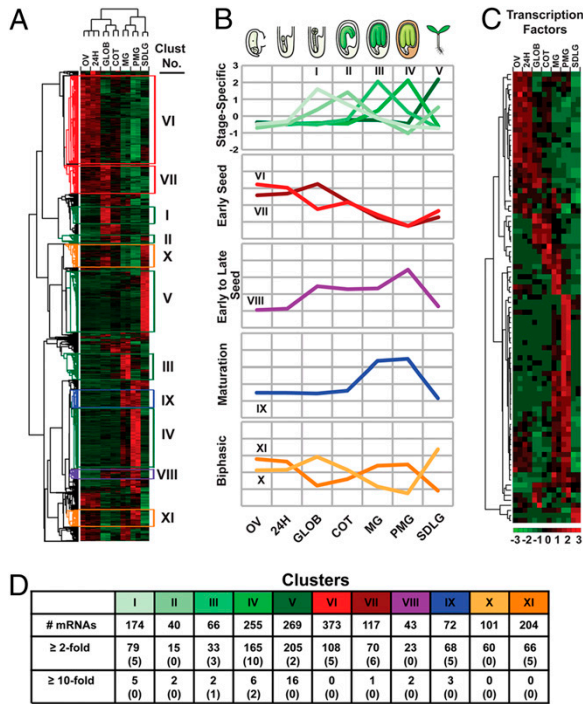 A
OV
24H
GLOB
COT
MG
PMG
SDLG
Clust No.
VI
VII
I
II
X
V
III
IX
IV
VIII
XI
B
Stage-Specific
3
2
1
0
-1
-2
I
II
III
IV
V
Early Seed
VI
VII
Early to Late Seed
VIII
Maturation
IX
Biphasic
XI
X
OV
24H
GLOB
COT
MG
PMG
SDLG
C
Transcription Factors
OV
24H
GLOB
COT
MG
PMG
SDLG
-3 -2 -1 0 1 2 3
D
Clusters
I II III IV V VI VII VIII IX X XI
# mRNAs 174 40 66 255 269 373 117 43 72 101 204
≥ 2-fold 79 15 33 165 205 108 70 23 68 60 66
(5) (0) (3) (10) (2) (5) (6) (0) (5) (0) (5)
≥ 10-fold 5 2 2 6 16 0 1 2 3 0 0
(0) (0) (1) (2) (0) (0) (0) (0) (0) (0) (0)